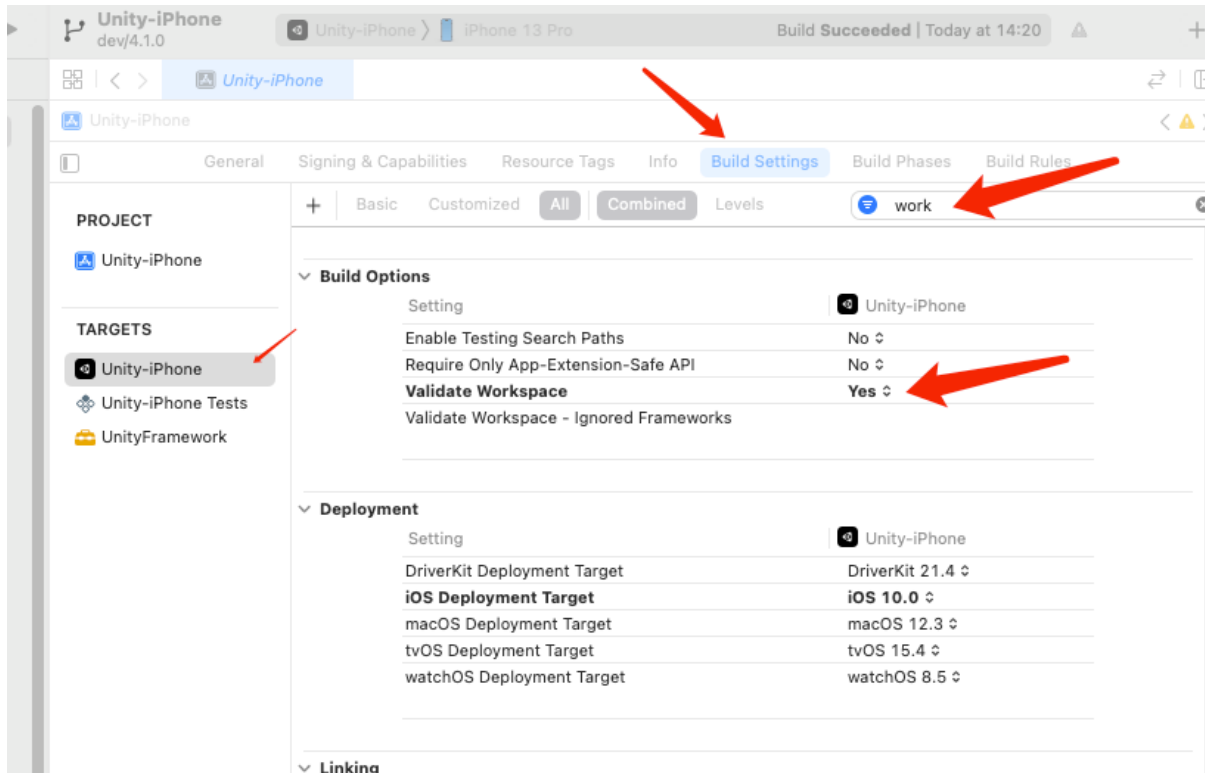 Unity-iPhone
dev/4.1.0
Unity-iPhone 〉 iPhone 13 Pro
Build Succeeded | Today at 14:20
Unity-iPhone
Unity-iPhone
General Signing & Capabilities Resource Tags Info Build Settings Build Phases Build Rules
Basic Customized All Combined Levels
work
PROJECT
Unity-iPhone
TARGETS
Unity-iPhone
Unity-iPhone Tests
UnityFramework
Build Options
Setting Unity-iPhone
Enable Testing Search Paths No
Require Only App-Extension-Safe API No
Validate Workspace Yes
Validate Workspace - Ignored Frameworks
Deployment
Setting Unity-iPhone
DriverKit Deployment Target DriverKit 21.4
iOS Deployment Target iOS 10.0
macOS Deployment Target macOS 12.3
tvOS Deployment Target tvOS 15.4
watchOS Deployment Target watchOS 8.5
Linking